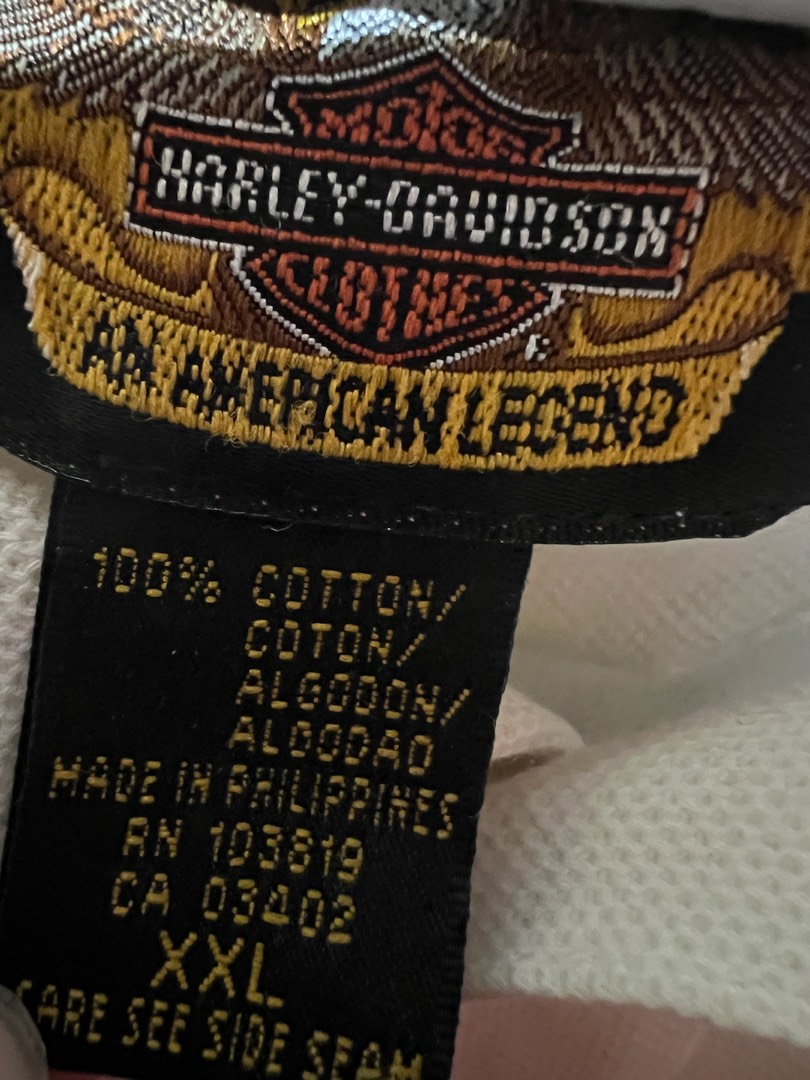 MOTOR
HARLEY-DAVIDSON
CLOTHES
AN AMERICAN LEGEND
100% COTTON/
COTON/
ALGODON/
ALGODAO
MADE IN PHILIPPINES
RN 103819
CA 03402
XXL
CARE SEE SIDE SEAM